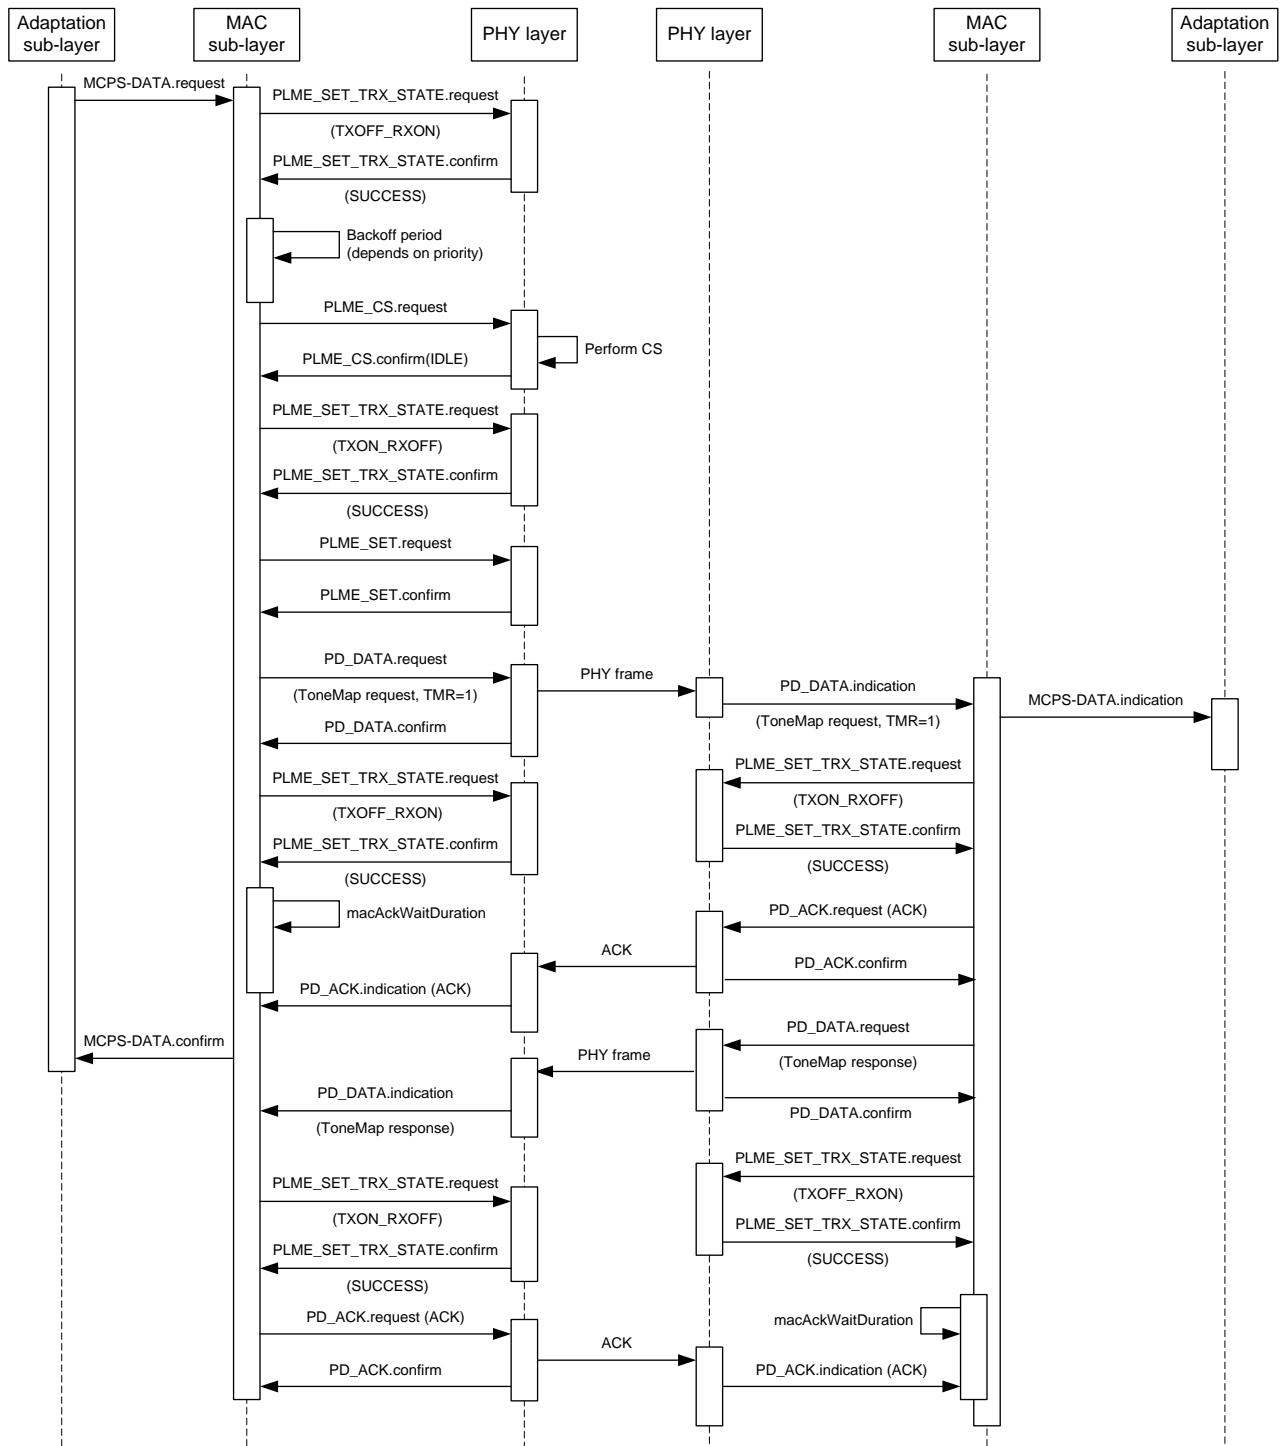 Adaptation
sub-layer
MAC
sub-layer
PHY layer
PHY layer
MAC
sub-layer
Adaptation
sub-layer
MCPS-DATA.request
PLME_SET_TRX_STATE.request
(TXOFF_RXON)
PLME_SET_TRX_STATE.confirm
(SUCCESS)
Backoff period
(depends on priority)
PLME_CS.request
Perform CS
PLME_CS.confirm(IDLE)
PLME_SET_TRX_STATE.request
(TXON_RXOFF)
PLME_SET_TRX_STATE.confirm
(SUCCESS)
PLME_SET.request
PLME_SET.confirm
PD_DATA.request
(ToneMap request, TMR=1)
PHY frame
PD_DATA.indication
(ToneMap request, TMR=1)
MCPS-DATA.indication
PD_DATA.confirm
PLME_SET_TRX_STATE.request
(TXON_RXOFF)
PLME_SET_TRX_STATE.request
(TXOFF_RXON)
PLME_SET_TRX_STATE.confirm
(SUCCESS)
PLME_SET_TRX_STATE.confirm
(SUCCESS)
macAckWaitDuration
PD_ACK.request (ACK)
ACK
PD_ACK.confirm
PD_ACK.indication (ACK)
PD_DATA.request
(ToneMap response)
MCPS-DATA.confirm
PHY frame
PD_DATA.indication
(ToneMap response)
PD_DATA.confirm
PLME_SET_TRX_STATE.request
(TXOFF_RXON)
PLME_SET_TRX_STATE.request
(TXON_RXOFF)
PLME_SET_TRX_STATE.confirm
(SUCCESS)
PLME_SET_TRX_STATE.confirm
(SUCCESS)
PD_ACK.request (ACK)
macAckWaitDuration
ACK
PD_ACK.confirm
PD_ACK.indication (ACK)